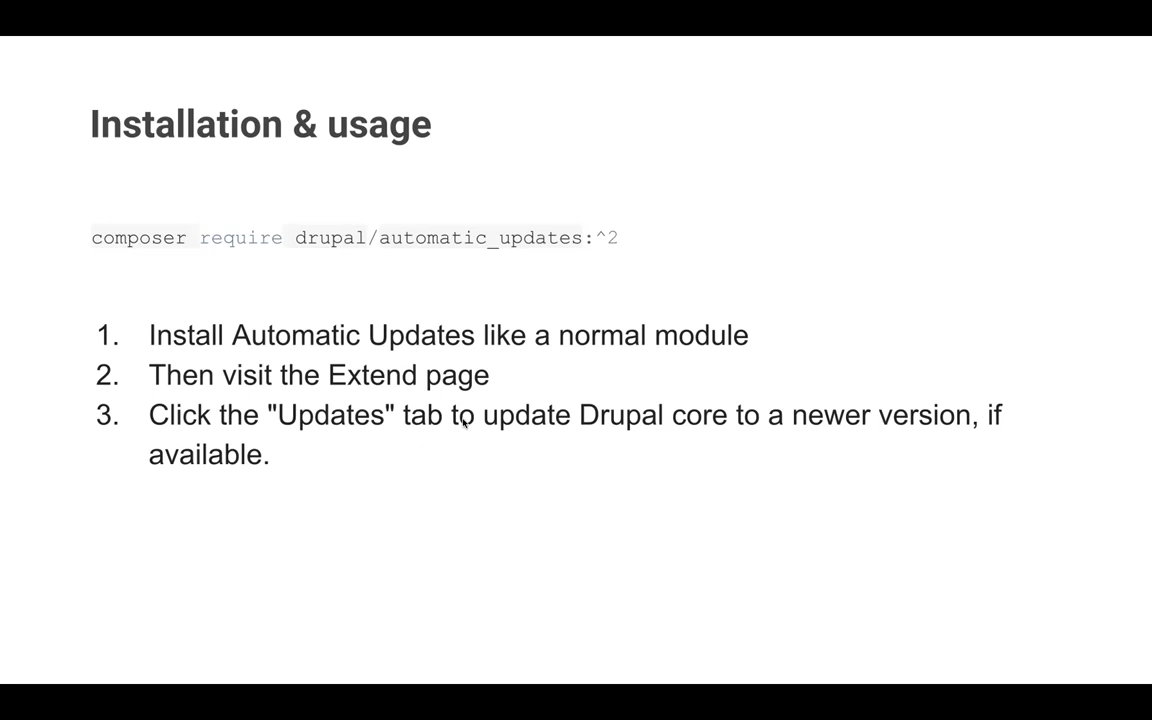 Installation & usage
composer require drupal/automatic_updates:^2
1. Install Automatic Updates like a normal module
2. Then visit the Extend page
3. Click the "Updates" tab to update Drupal core to a newer version, if
available.